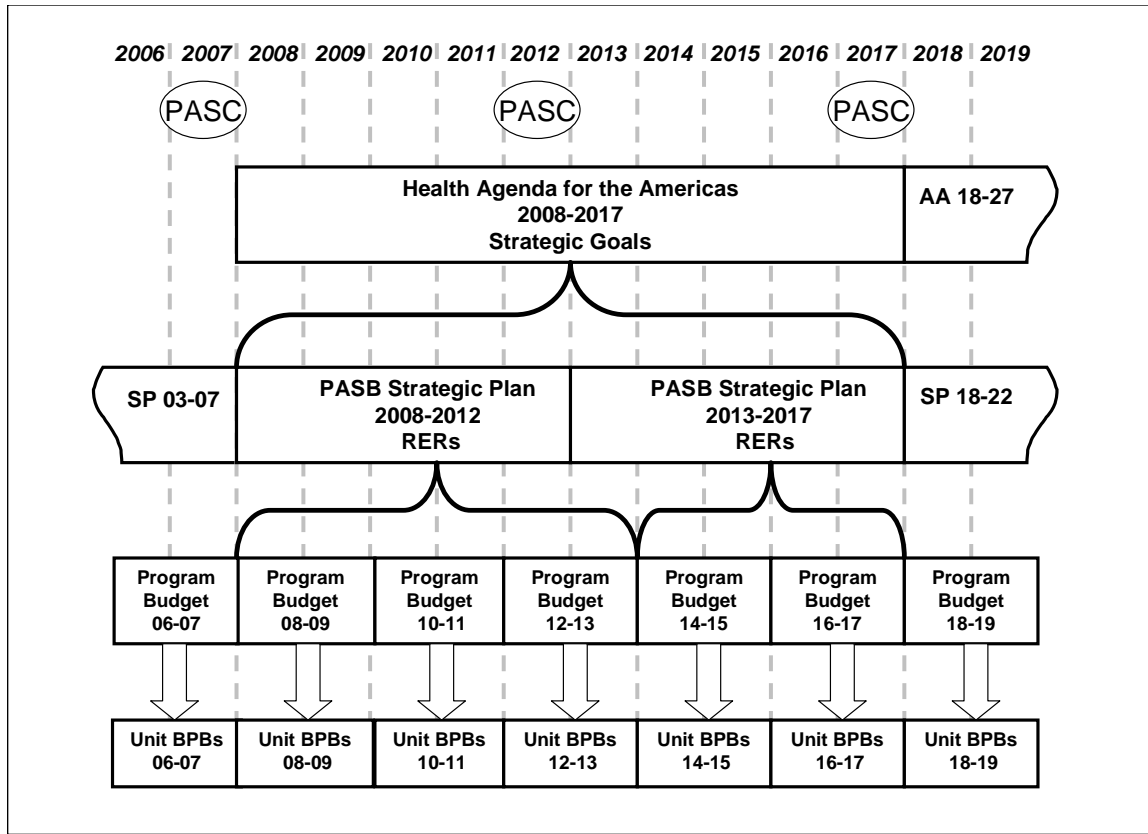 2006 2007 2008 2009 2010 2011 2012 2013 2014 2015 2016 2017 2018 2019
PASC PASC PASC
Health Agenda for the Americas
2008-2017
Strategic Goals
AA 18-27
SP 03-07
PASB Strategic Plan
2008-2012
RERs
PASB Strategic Plan
2013-2017
RERs
SP 18-22
Program
Budget
06-07
Program
Budget
08-09
Program
Budget
10-11
Program
Budget
12-13
Program
Budget
14-15
Program
Budget
16-17
Program
Budget
18-19
Unit BPBs
06-07
Unit BPBs
08-09
Unit BPBs
10-11
Unit BPBs
12-13
Unit BPBs
14-15
Unit BPBs
16-17
Unit BPBs
18-19